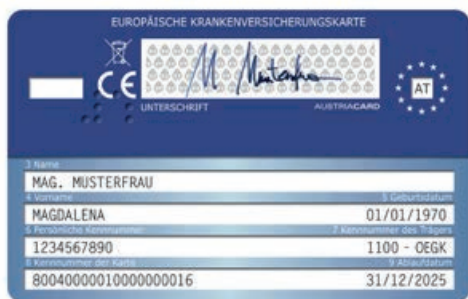 EUROPÄISCHE KRANKENVERSICHERUNGSKARTE
CE
M Musterfrau
AT
UNTERSCHRIFT AUSTRIACARD
3 Name
MAG. MUSTERFRAU
4 Vorname 5 Geburtsdatum
MAGDALENA 01/01/1970
6 Persönliche Kennnummer 7 Kennnummer des Trägers
1234567890 1100 - OEGK
8 Kennnummer der Karte 9 Ablaufdatum
80040000010000000016 31/12/2025